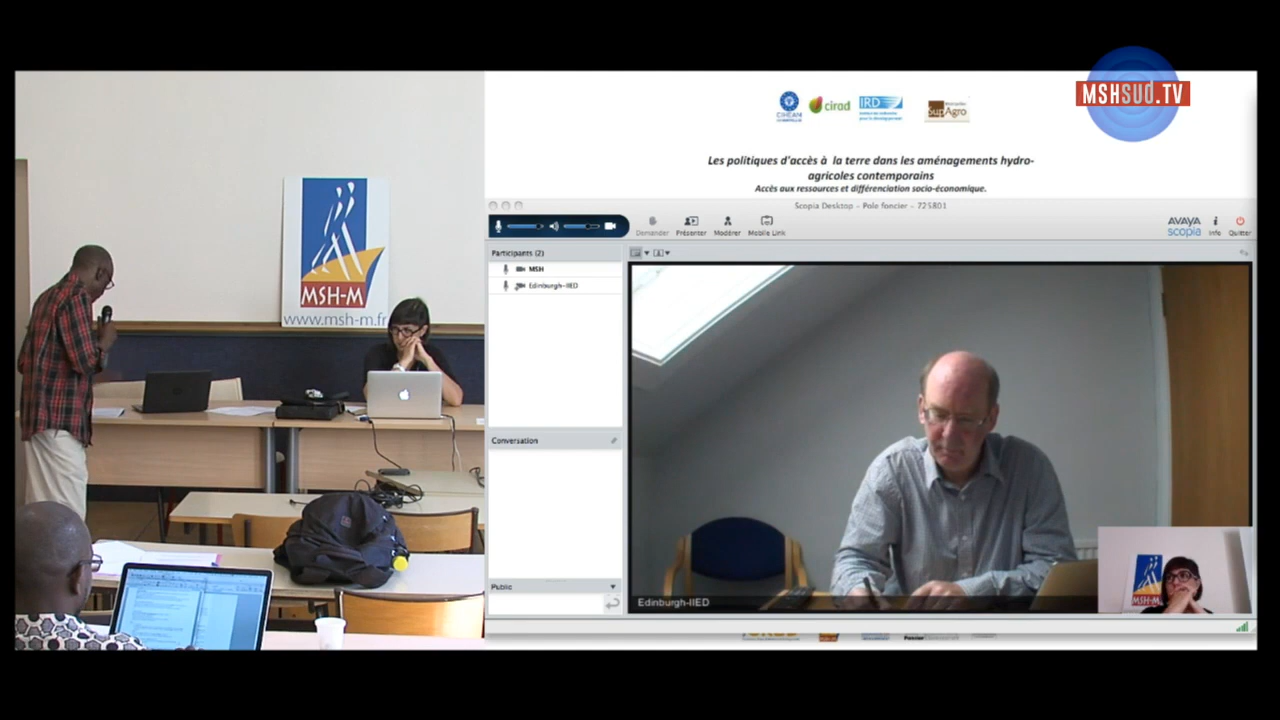 MSHSUD.TV
CIHEAM
cirad
IRD
SupAgro
Les politiques d'accès à la terre dans les aménagements hydro-
agricoles contemporains
Accès aux ressources et différenciation socio-économique.
Scopia Desktop - Pole foncier - 725801
Demander
Présenter
Modérer
Mobile Link
AVAYA
scopia
Info
Quitter
Participants (2)
MSH
Edinburgh-IIED
Conversation
Public
Edinburgh-IIED
MSH-M
www.msh-m.fr
MSH-M